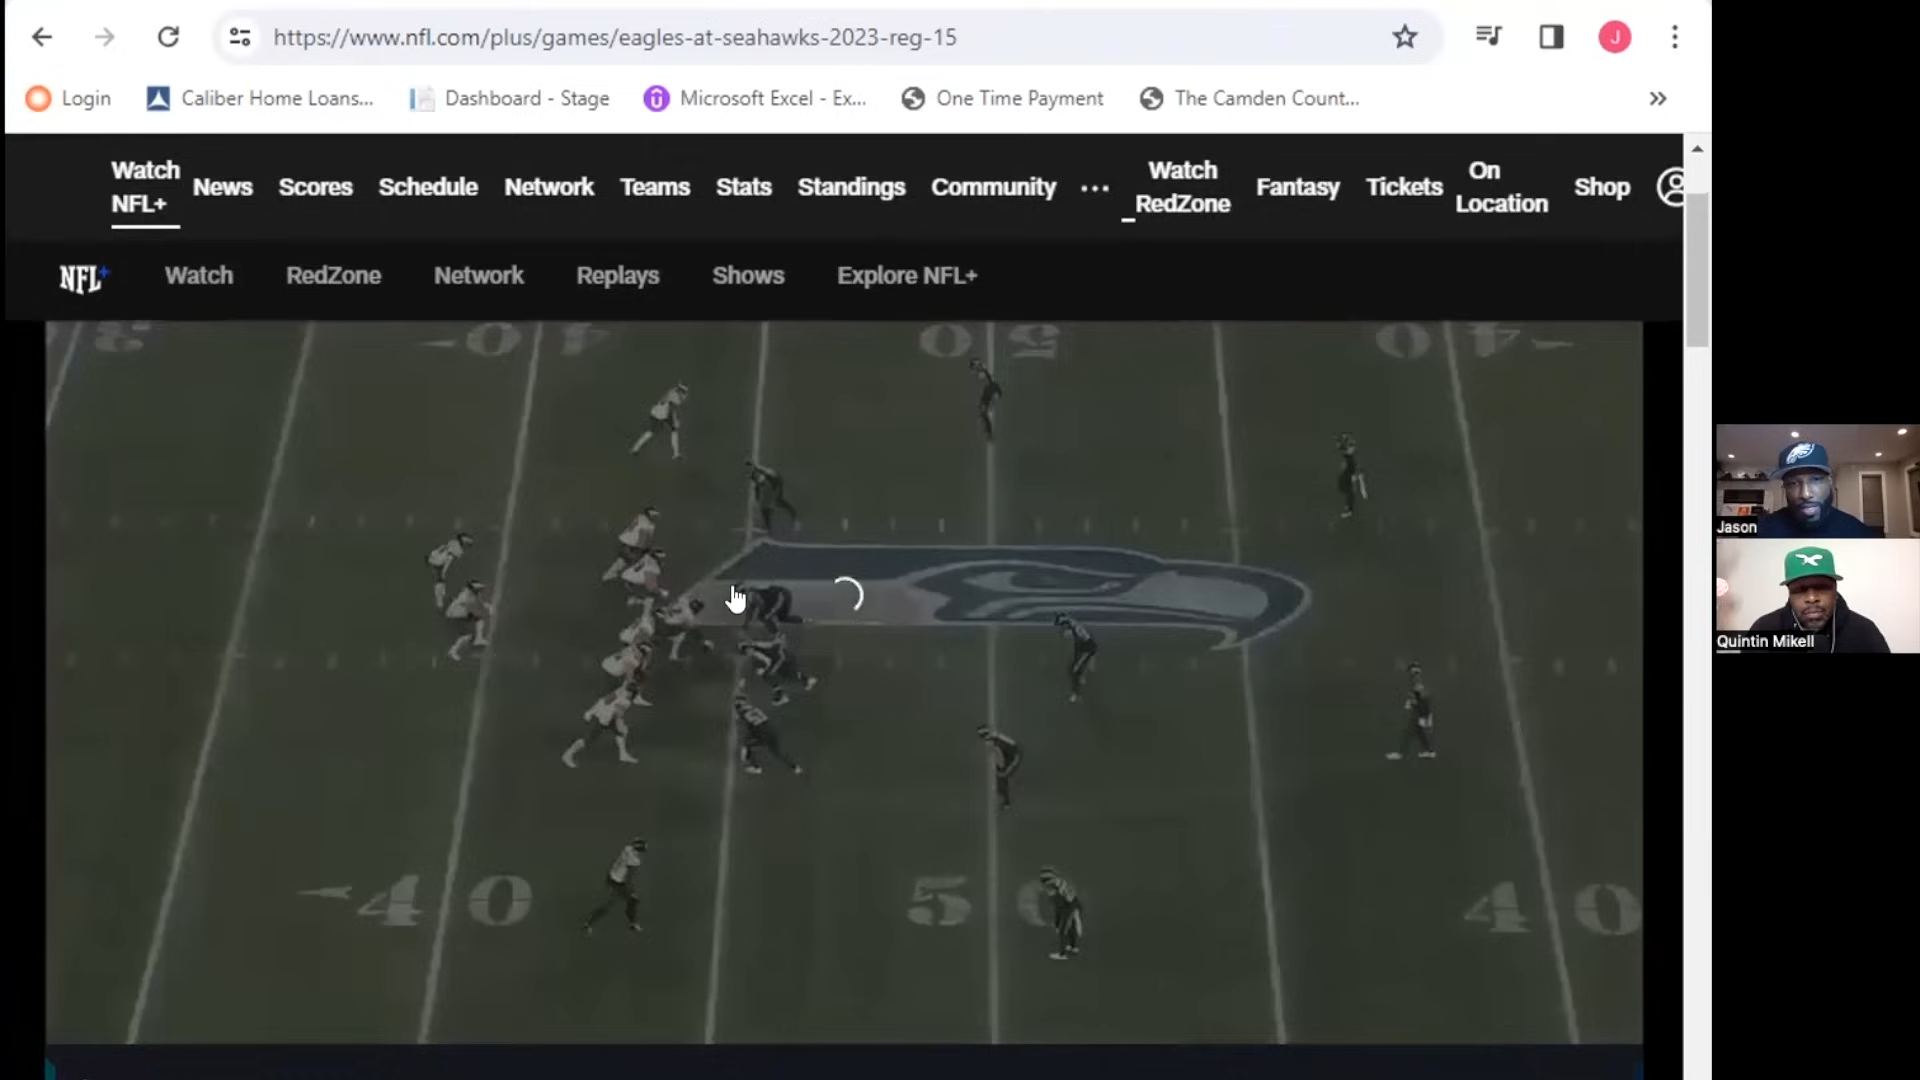 https://www.nfl.com/plus/games/eagles-at-seahawks-2023-reg-15
J
Login
Caliber Home Loans...
Dashboard - Stage
Microsoft Excel - Ex...
One Time Payment
The Camden Count...
Watch
NFL+
News
Scores
Schedule
Network
Teams
Stats
Standings
Community
Watch
RedZone
Fantasy
Tickets
On
Location
Shop
NFL+
Watch
RedZone
Network
Replays
Shows
Explore NFL+
40
50
40
40
50
40
Jason
Quintin Mikell